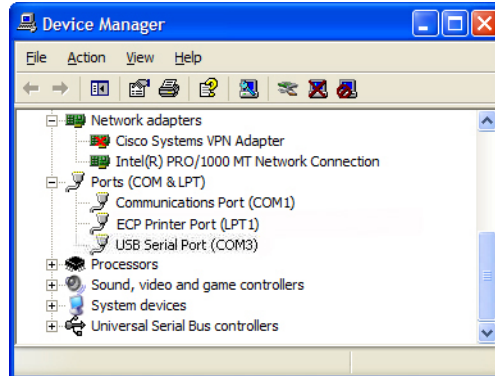 Device Manager
File Action View Help
Network adapters
Cisco Systems VPN Adapter
Intel(R) PRO/1000 MT Network Connection
Ports (COM & LPT)
Communications Port (COM1)
ECP Printer Port (LPT1)
USB Serial Port (COM3)
Processors
Sound, video and game controllers
System devices
Universal Serial Bus controllers